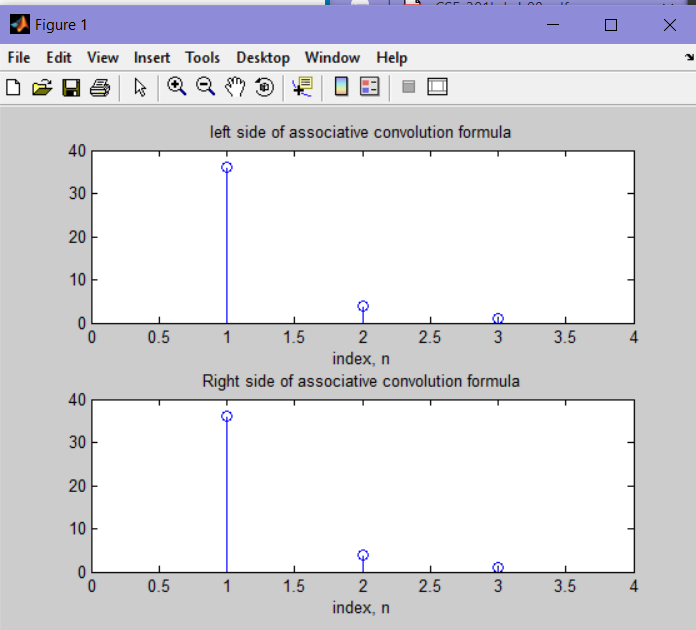 Figure 1
File Edit View Insert Tools Desktop Window Help
left side of associative convolution formula
40
30
20
10
0
0 0.5 1 1.5 2 2.5 3 3.5 4
index, n
Right side of associative convolution formula
40
30
20
10
0
0 0.5 1 1.5 2 2.5 3 3.5 4
index, n